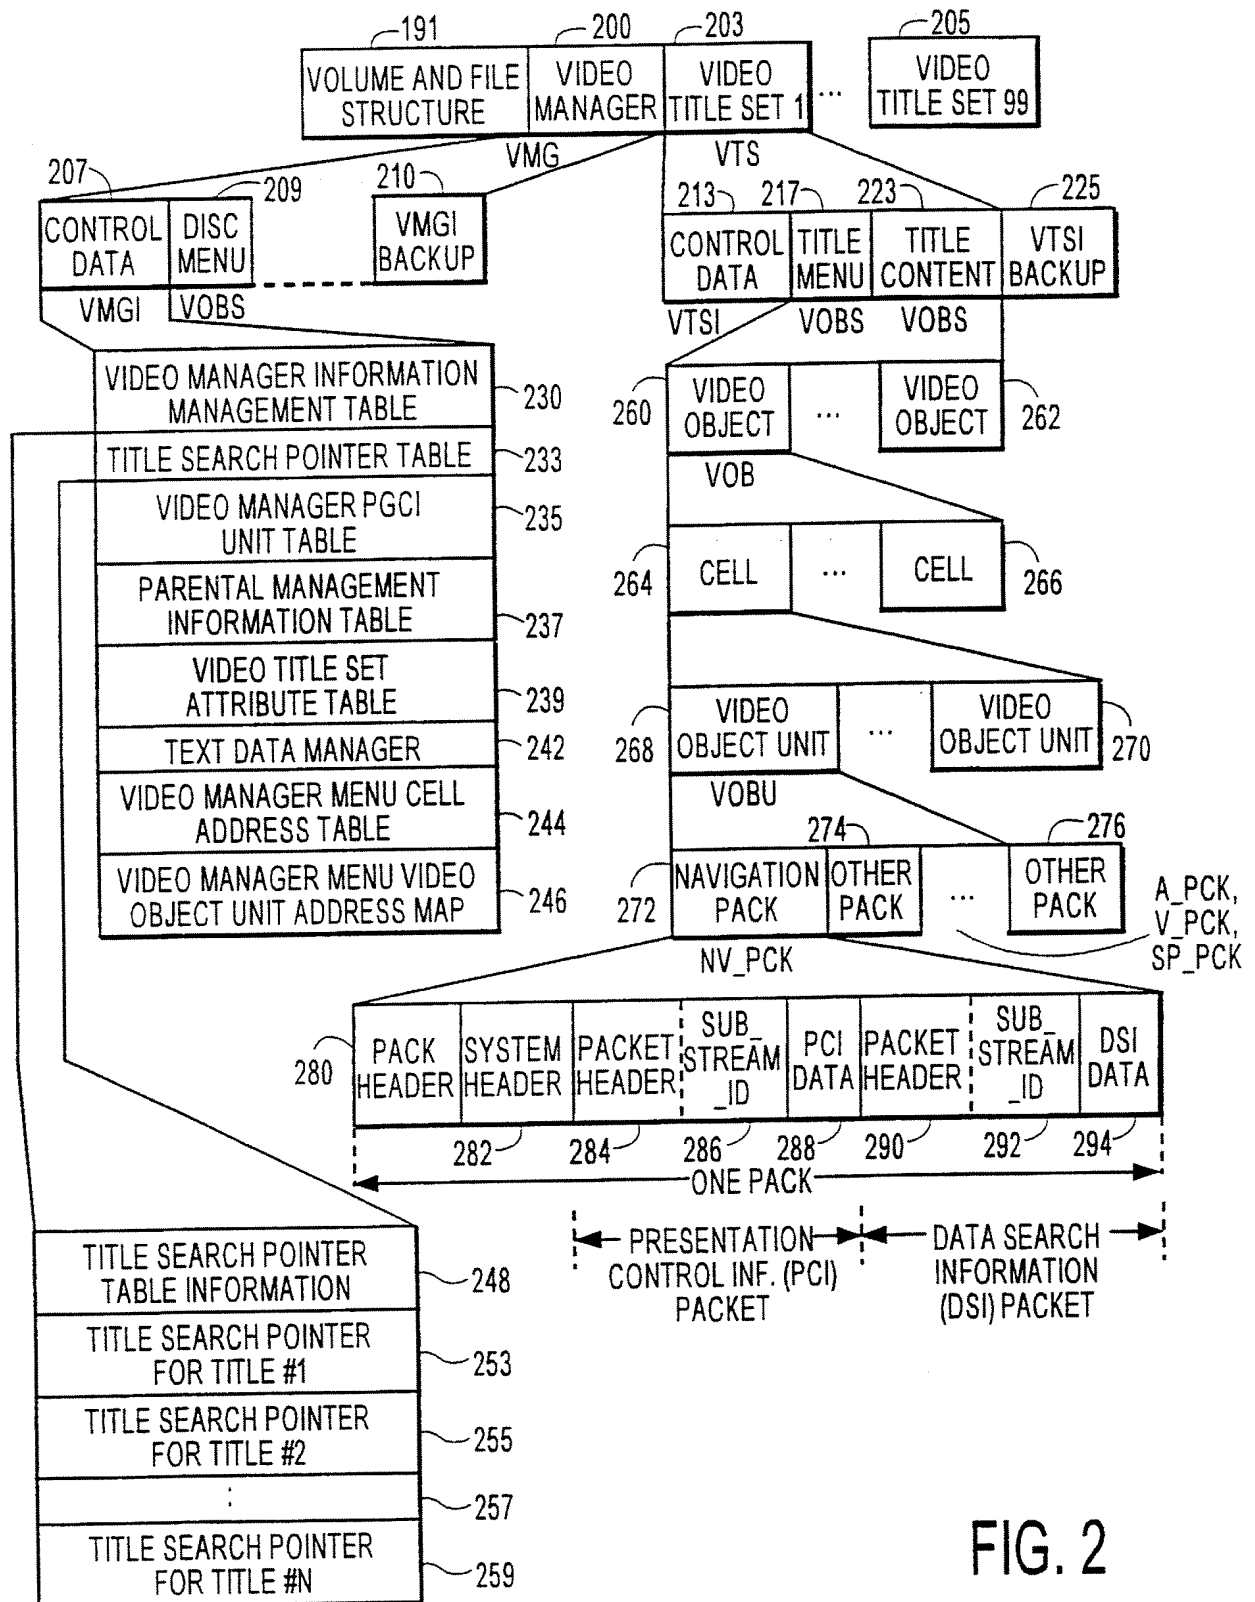 191
200
203
205
VOLUME AND FILE
STRUCTURE
VIDEO
MANAGER
VIDEO
TITLE SET 1
...
VIDEO
TITLE SET 99
VMG
VTS
207
209
210
213
217
223
225
CONTROL
DATA
DISC
MENU
VMGI
BACKUP
CONTROL
DATA
TITLE
MENU
TITLE
CONTENT
VTSI
BACKUP
VMGI
VOBS
VTSI
VOBS
VOBS
VIDEO MANAGER INFORMATION
MANAGEMENT TABLE
230
TITLE SEARCH POINTER TABLE
233
VIDEO MANAGER PGCI
UNIT TABLE
235
PARENTAL MANAGEMENT
INFORMATION TABLE
237
VIDEO TITLE SET
ATTRIBUTE TABLE
239
TEXT DATA MANAGER
242
VIDEO MANAGER MENU CELL
ADDRESS TABLE
244
VIDEO MANAGER MENU VIDEO
OBJECT UNIT ADDRESS MAP
246
260
VIDEO
OBJECT
...
VIDEO
OBJECT
262
VOB
264
CELL
...
CELL
266
268
VIDEO
OBJECT UNIT
...
VIDEO
OBJECT UNIT
270
VOBU
274
276
272
NAVIGATION
PACK
OTHER
PACK
...
OTHER
PACK
A_PCK,
V_PCK,
SP_PCK
NV_PCK
280
PACK
HEADER
SYSTEM
HEADER
PACKET
HEADER
SUB_
STREAM
_ID
PCI
DATA
PACKET
HEADER
SUB_
STREAM
_ID
DSI
DATA
282
284
286
288
290
292
294
ONE PACK
PRESENTATION
CONTROL INF. (PCI)
PACKET
DATA SEARCH
INFORMATION
(DSI) PACKET
TITLE SEARCH POINTER
TABLE INFORMATION
248
TITLE SEARCH POINTER
FOR TITLE #1
253
TITLE SEARCH POINTER
FOR TITLE #2
255
:
257
TITLE SEARCH POINTER
FOR TITLE #N
259
FIG. 2